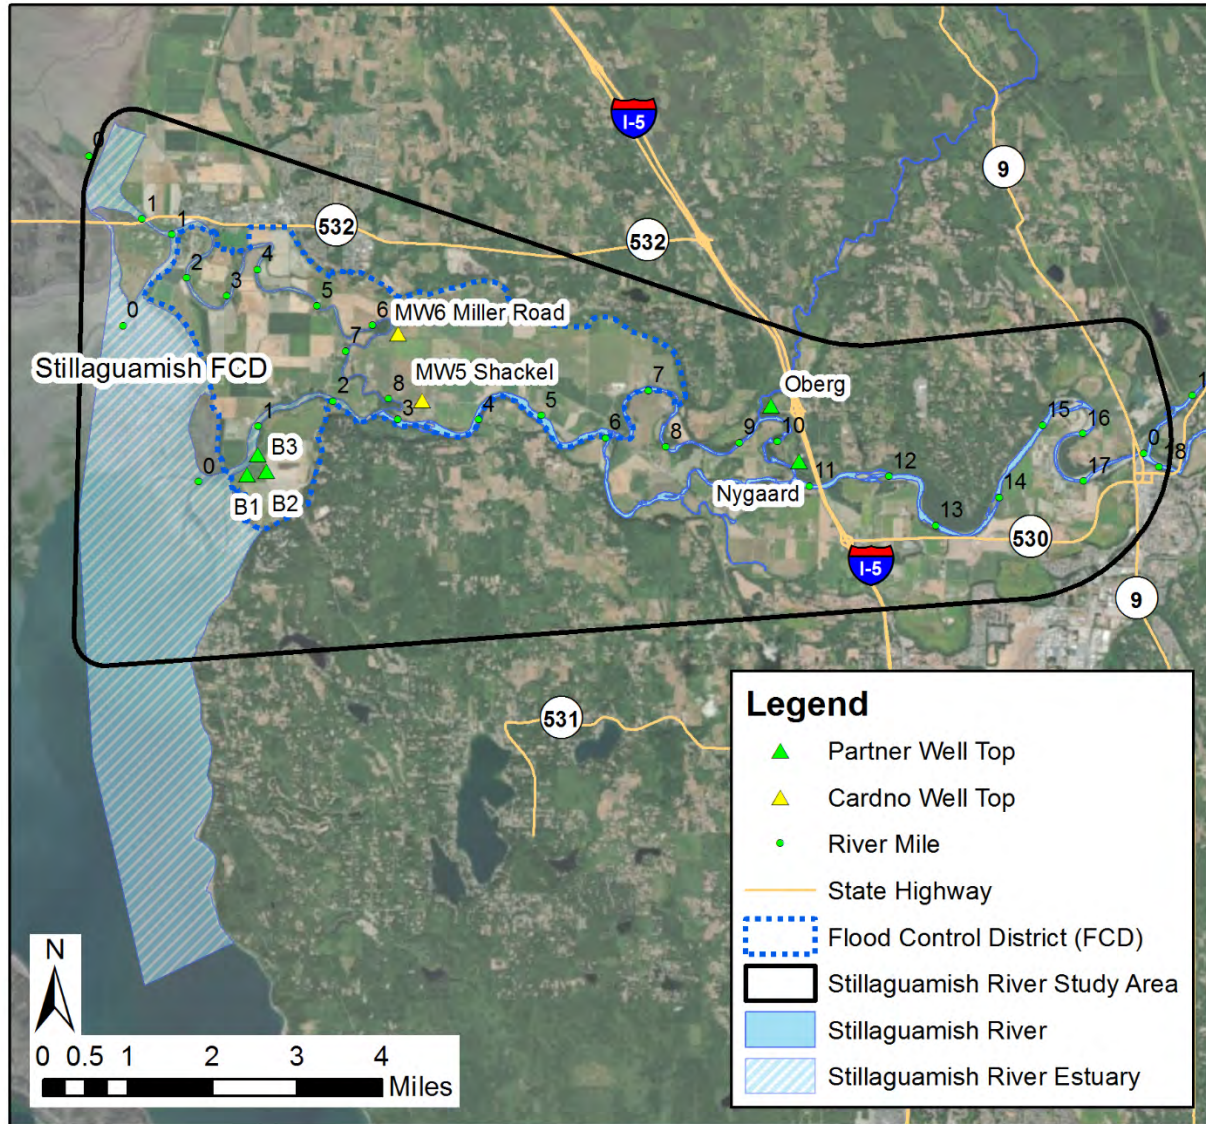 I-5
9
0
1
1
532
532
2
3
4
5
6
MW6 Miller Road
0
7
Stillaguamish FCD
MW5 Shackel
Oberg
2
8
3
4
5
7
1
6
8
9
10
15
16
1
B3
0
18
0
11
12
17
B1
B2
Nygaard
14
13
530
I-5
9
531
Legend
Partner Well Top
Cardno Well Top
River Mile
State Highway
Flood Control District (FCD)
Stillaguamish River Study Area
Stillaguamish River
Stillaguamish River Estuary
N
0 0.5 1 2 3 4
Miles